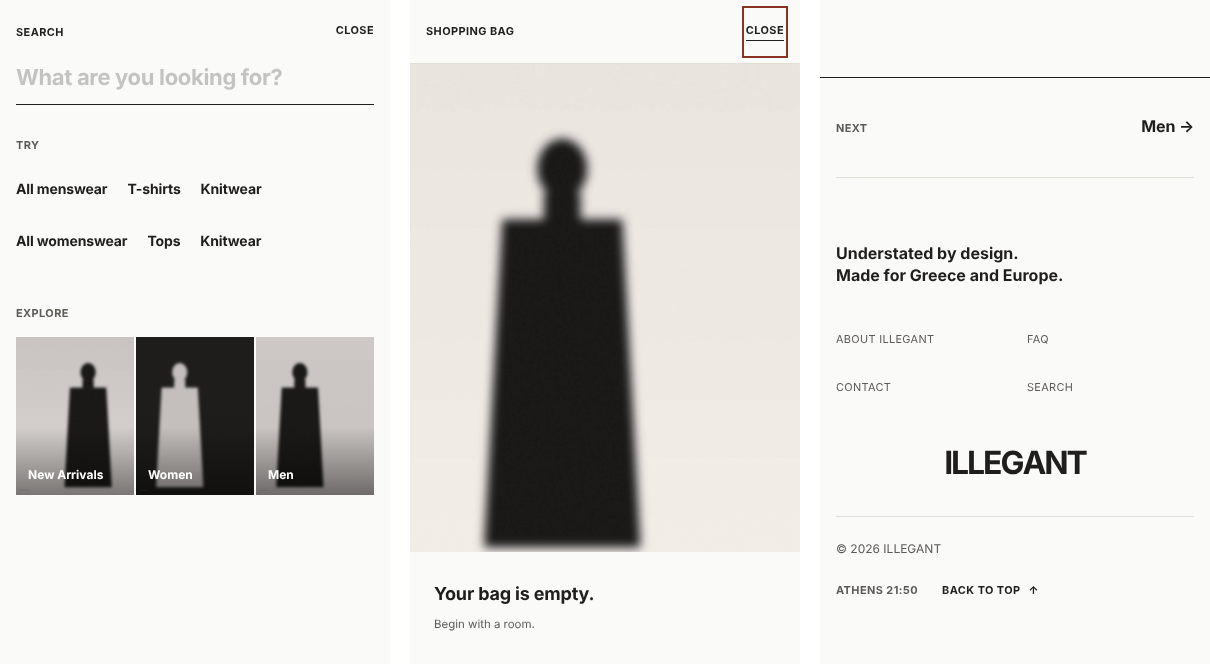 SEARCH
CLOSE
What are you looking for?
TRY
All menswear T-shirts Knitwear
All womenswear Tops Knitwear
EXPLORE
New Arrivals
Women
Men
SHOPPING BAG
CLOSE
Your bag is empty.
Begin with a room.
NEXT
Men →
Understated by design.
Made for Greece and Europe.
ABOUT ILLEGANT
FAQ
CONTACT
SEARCH
ILLEGANT
© 2026 ILLEGANT
ATHENS 21:50 BACK TO TOP ↑